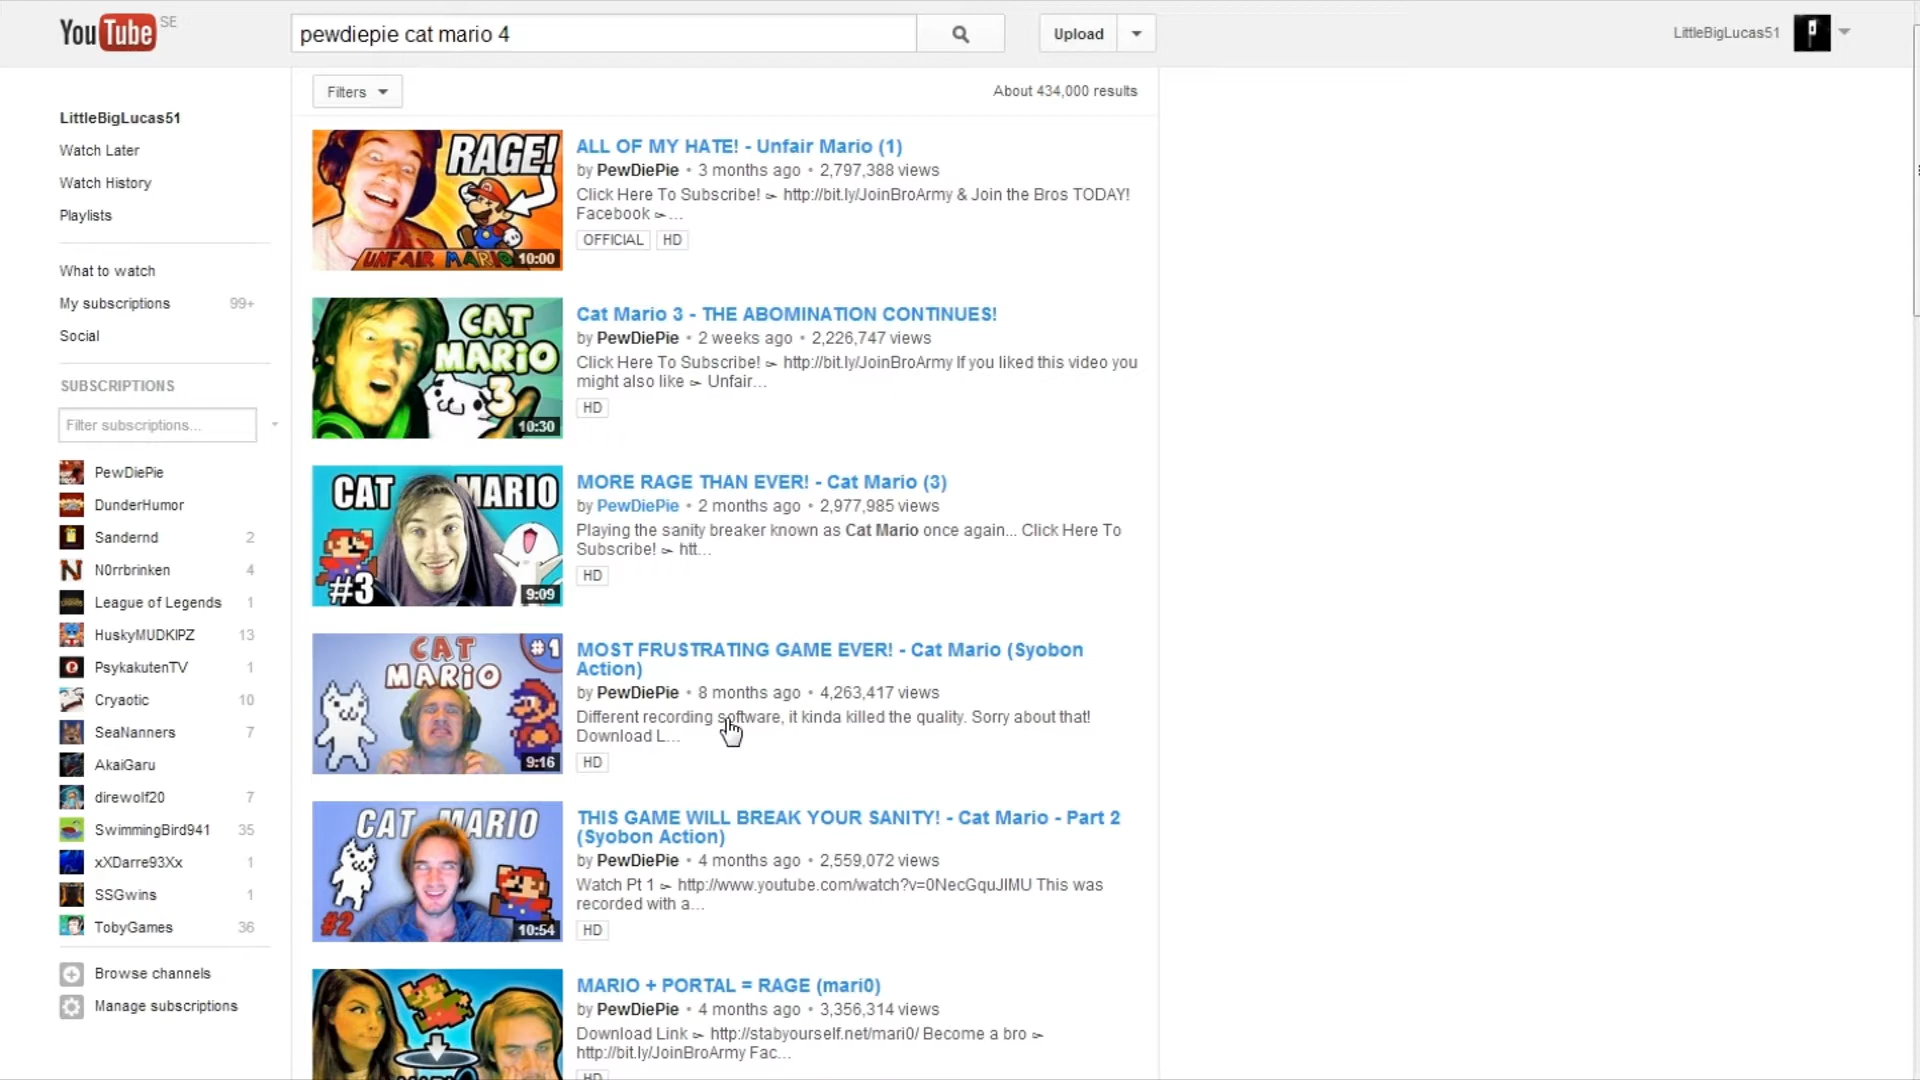 YouTube SE
pewdiepie cat mario 4
Upload
LittleBigLucas51
Filters
About 434,000 results
LittleBigLucas51
Watch Later
Watch History
Playlists
What to watch
My subscriptions 99+
Social
SUBSCRIPTIONS
Filter subscriptions...
PewDiePie
DunderHumor
Sandernd 2
N0rrbrinken 4
League of Legends 1
HuskyMUDKIPZ 13
PsykakutenTV 1
Cryaotic 10
SeaNanners 7
AkaiGaru
direwolf20 7
SwimmingBird941 35
xXDarre93Xx 1
SSGwins 1
TobyGames 36
Browse channels
Manage subscriptions
RAGE!
UNFAIR MARIO
10:00
ALL OF MY HATE! - Unfair Mario (1)
by PewDiePie • 3 months ago • 2,797,388 views
Click Here To Subscribe! ➣ http://bit.ly/JoinBroArmy & Join the Bros TODAY!
Facebook ➣ ...
OFFICIAL HD
CAT
MARIO
3
10:30
Cat Mario 3 - THE ABOMINATION CONTINUES!
by PewDiePie • 2 weeks ago • 2,226,747 views
Click Here To Subscribe! ➣ http://bit.ly/JoinBroArmy If you liked this video you
might also like ➣ Unfair...
HD
CAT MARIO
#3
9:09
MORE RAGE THAN EVER! - Cat Mario (3)
by PewDiePie • 2 months ago • 2,977,985 views
Playing the sanity breaker known as Cat Mario once again... Click Here To
Subscribe! ➣ htt...
HD
CAT
MARIO
#1
9:16
MOST FRUSTRATING GAME EVER! - Cat Mario (Syobon
Action)
by PewDiePie • 8 months ago • 4,263,417 views
Different recording software, it kinda killed the quality. Sorry about that!
Download L...
HD
CAT MARIO
#2
10:54
THIS GAME WILL BREAK YOUR SANITY! - Cat Mario - Part 2
(Syobon Action)
by PewDiePie • 4 months ago • 2,559,072 views
Watch Pt 1 ➣ http://www.youtube.com/watch?v=0NecGquJIMU This was
recorded with a...
HD
MARIO + PORTAL = RAGE (mari0)
by PewDiePie • 4 months ago • 3,356,314 views
Download Link ➣ http://stabyourself.net/mari0/ Become a bro ➣
http://bit.ly/JoinBroArmy Fac...
HD